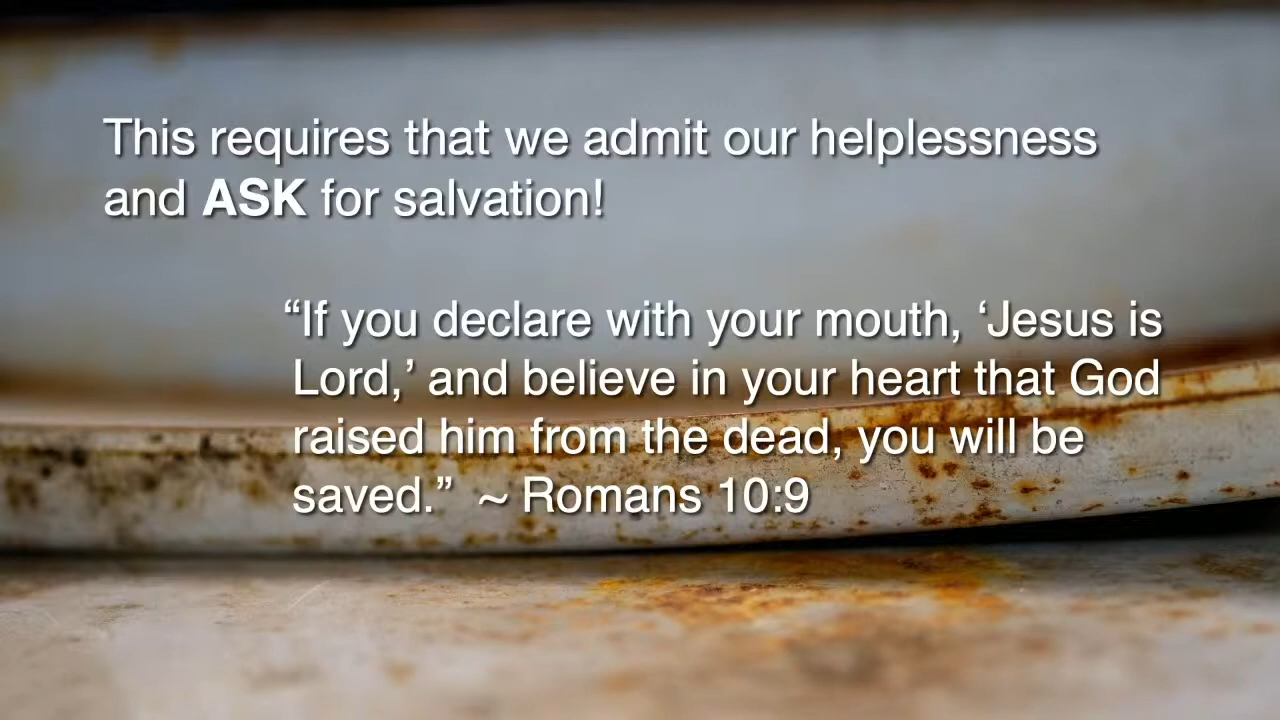 This requires that we admit our helplessness
and ASK for salvation!
“If you declare with your mouth, ‘Jesus is
Lord,’ and believe in your heart that God
raised him from the dead, you will be
saved.” ~ Romans 10:9